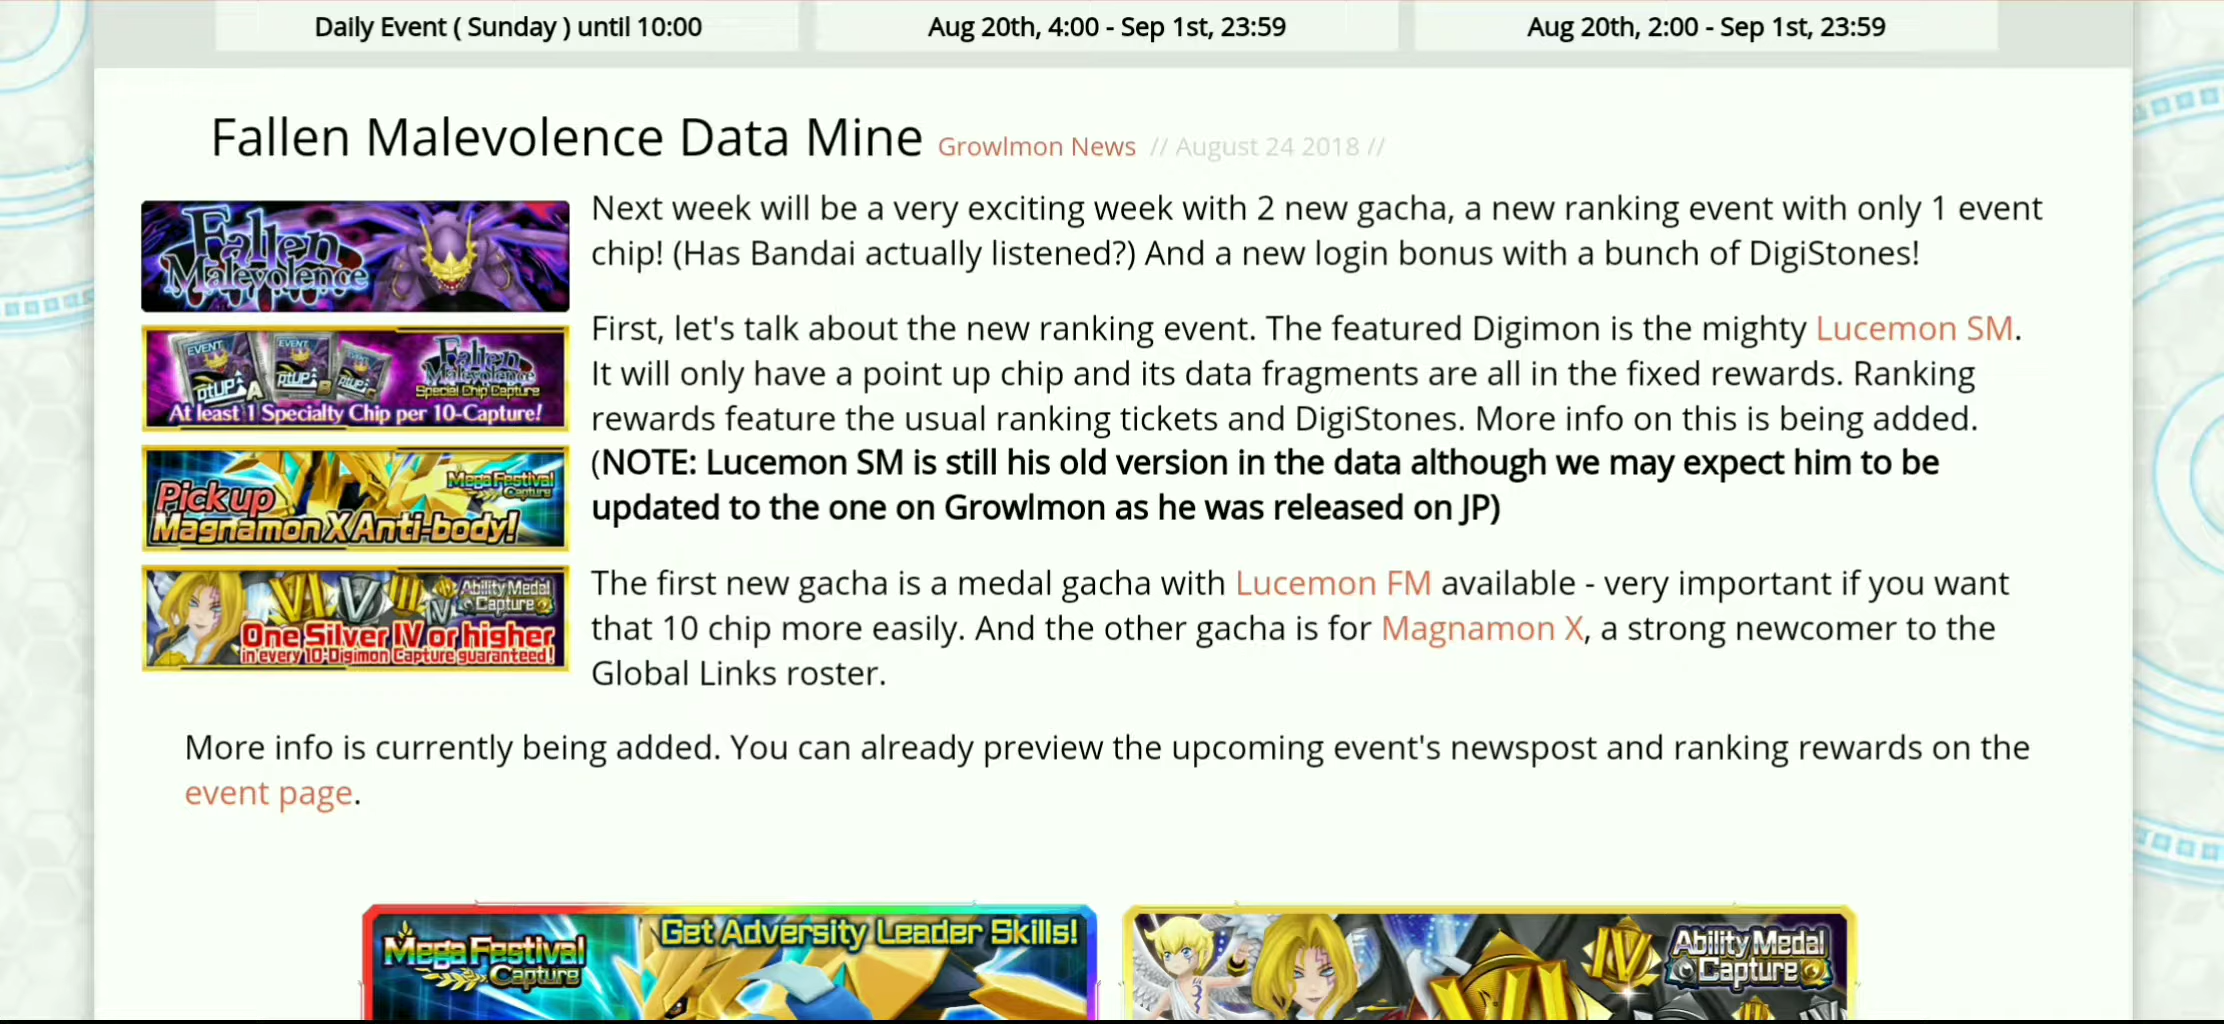 Daily Event ( Sunday ) until 10:00
Aug 20th, 4:00 - Sep 1st, 23:59
Aug 20th, 2:00 - Sep 1st, 23:59
Fallen Malevolence Data Mine Growlmon News // August 24 2018 //
Fallen
Malevolence
EVENT
EVENT
EVENT
ptUP A
ptUP B
ptUP
Fallen
Malevolence
Special Chip Capture
At least 1 Specialty Chip per 10-Capture!
Mega Festival
Capture
Pick up
Magnamon X Anti-body!
VI V III IV
Ability Medal
Capture
One Silver IV or higher
in every 10-Digimon Capture guaranteed!
Next week will be a very exciting week with 2 new gacha, a new ranking event with only 1 event
chip! (Has Bandai actually listened?) And a new login bonus with a bunch of DigiStones!
First, let's talk about the new ranking event. The featured Digimon is the mighty Lucemon SM.
It will only have a point up chip and its data fragments are all in the fixed rewards. Ranking
rewards feature the usual ranking tickets and DigiStones. More info on this is being added.
(NOTE: Lucemon SM is still his old version in the data although we may expect him to be
updated to the one on Growlmon as he was released on JP)
The first new gacha is a medal gacha with Lucemon FM available - very important if you want
that 10 chip more easily. And the other gacha is for Magnamon X, a strong newcomer to the
Global Links roster.
More info is currently being added. You can already preview the upcoming event's newspost and ranking rewards on the
event page.
Mega Festival
Capture
Get Adversity Leader Skills!
VI
IV
Ability Medal
Capture